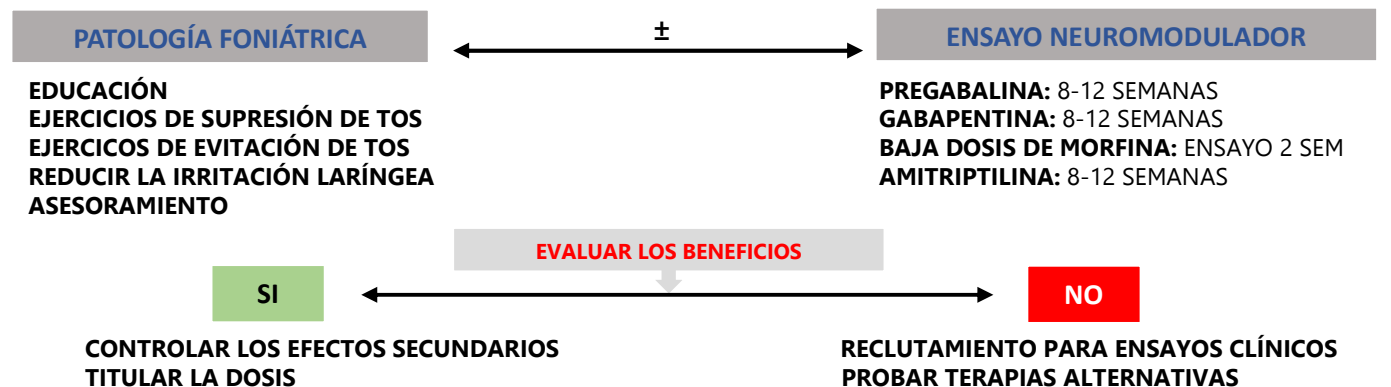 PATOLOGÍA FONIÁTRICA
±
ENSAYO NEUROMODULADOR
EDUCACIÓN
EJERCICIOS DE SUPRESIÓN DE TOS
EJERCICOS DE EVITACIÓN DE TOS
REDUCIR LA IRRITACIÓN LARÍNGEA
ASESORAMIENTO
PREGABALINA: 8-12 SEMANAS
GABAPENTINA: 8-12 SEMANAS
BAJA DOSIS DE MORFINA: ENSAYO 2 SEM
AMITRIPTILINA: 8-12 SEMANAS
EVALUAR LOS BENEFICIOS
SI
NO
CONTROLAR LOS EFECTOS SECUNDARIOS
TITULAR LA DOSIS
RECLUTAMIENTO PARA ENSAYOS CLÍNICOS
PROBAR TERAPIAS ALTERNATIVAS